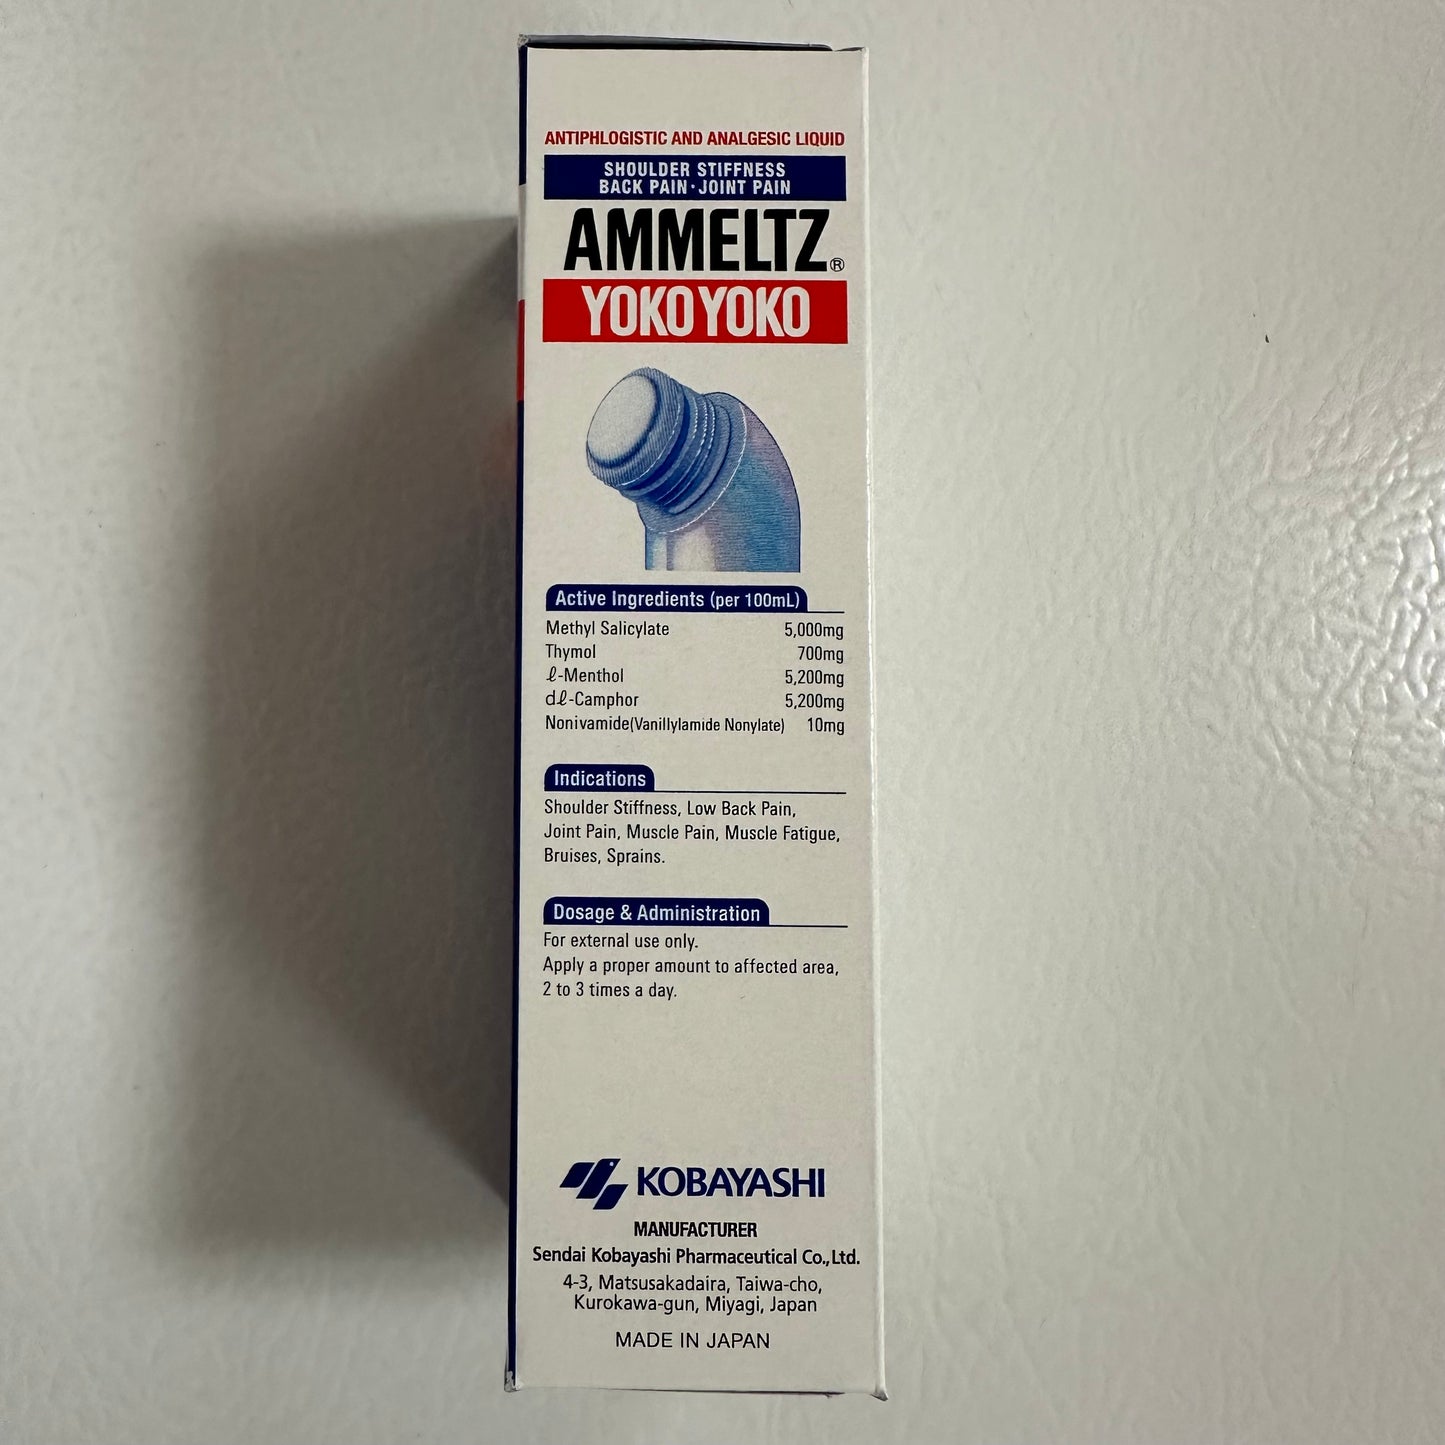 ANTIPHLOGISTIC AND ANALGESIC LIQUID
SHOULDER STIFFNESS
BACK PAIN・JOINT PAIN
AMMELTZ®
YOKOYOKO
Active Ingredients (per 100mL)
Methyl Salicylate 5,000mg
Thymol 700mg
ℓ-Menthol 5,200mg
dℓ-Camphor 5,200mg
Nonivamide(Vanillylamide Nonylate) 10mg
Indications
Shoulder Stiffness, Low Back Pain,
Joint Pain, Muscle Pain, Muscle Fatigue,
Bruises, Sprains.
Dosage & Administration
For external use only.
Apply a proper amount to affected area,
2 to 3 times a day.
KOBAYASHI
MANUFACTURER
Sendai Kobayashi Pharmaceutical Co.,Ltd.
4-3, Matsusakadaira, Taiwa-cho,
Kurokawa-gun, Miyagi, Japan
MADE IN JAPAN